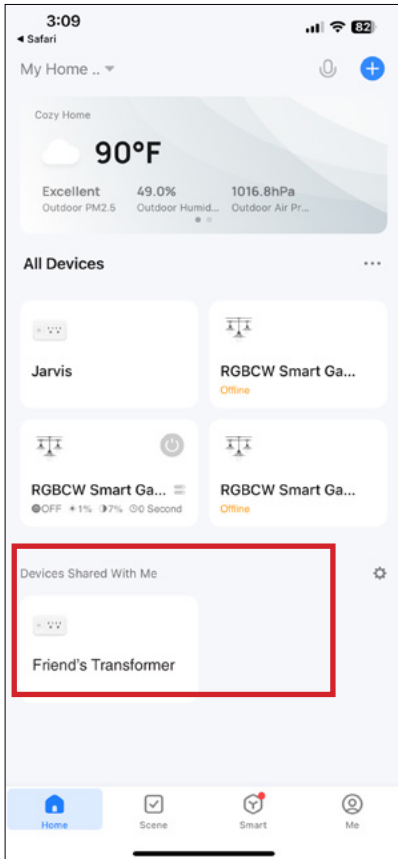 3:09
82
Safari
My Home ..
Cozy Home
90°F
Excellent 49.0% 1016.8hPa
Outdoor PM2.5 Outdoor Humid... Outdoor Air Pr...
All Devices
Jarvis
RGBCW Smart Ga...
Offline
RGBCW Smart Ga...
OFF 1% 7% 0 Second
RGBCW Smart Ga...
Offline
Devices Shared With Me
Friend's Transformer
Home Scene Smart Me